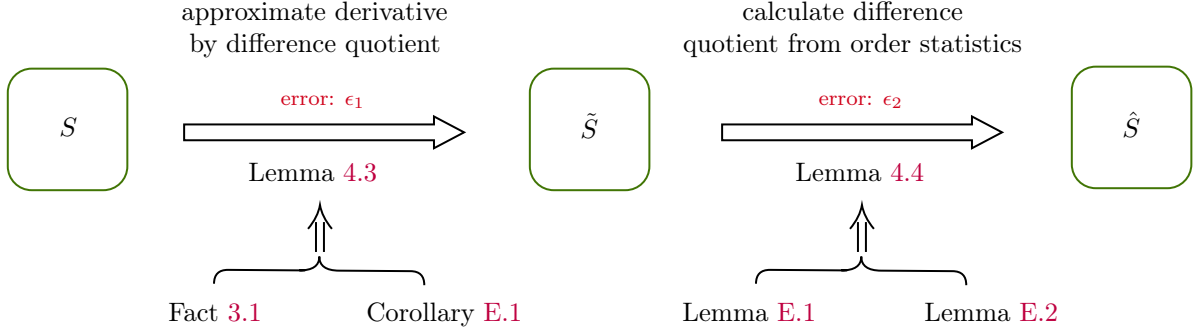 approximate derivative
by difference quotient
calculate difference
quotient from order statistics
S
error: ϵ₁
S̃
error: ϵ₂
Ŝ
Lemma 4.3
Lemma 4.4
Fact 3.1
Corollary E.1
Lemma E.1
Lemma E.2